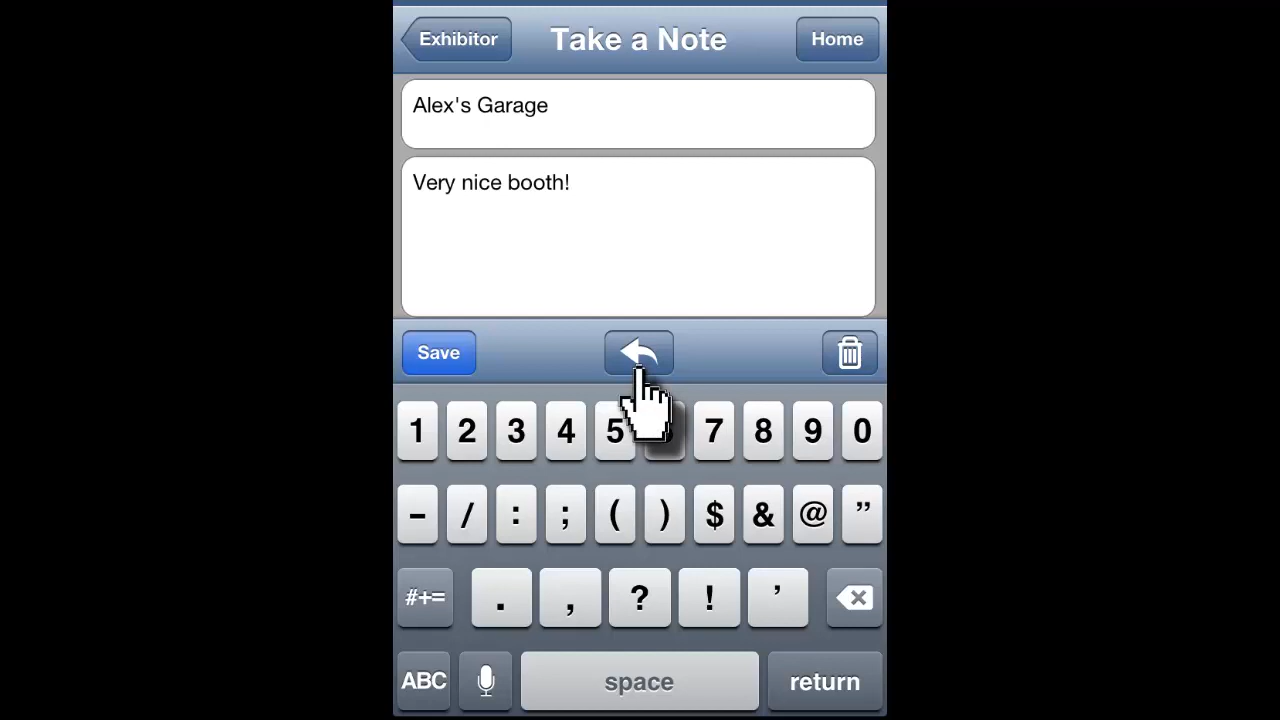 Exhibitor Take a Note Home
Alex's Garage
Very nice booth!
Save
1 2 3 4 5 7 8 9 0
- / : ; ( ) $ & @ ”
#+= . , ? ! ’
ABC space return